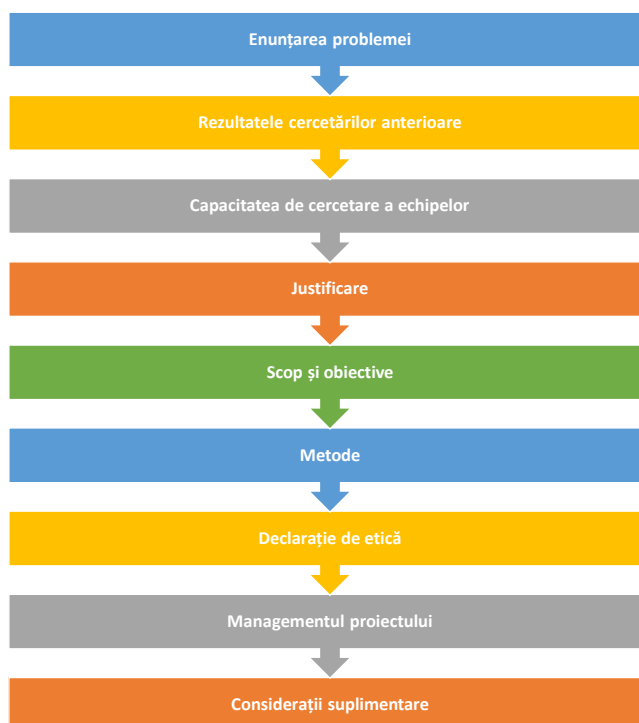 Enunțarea problemei
Rezultatele cercetărilor anterioare
Capacitatea de cercetare a echipelor
Justificare
Scop și obiective
Metode
Declarație de etică
Managementul proiectului
Considerații suplimentare